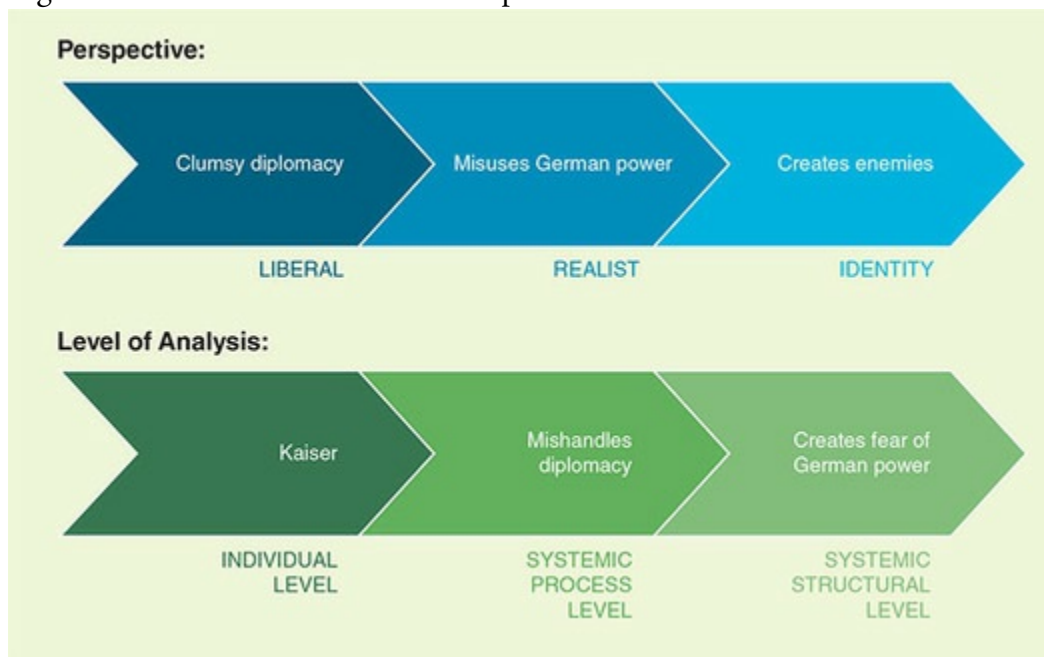 Perspective:
Clumsy diplomacy
Misuses German power
Creates enemies
LIBERAL
REALIST
IDENTITY
Level of Analysis:
Kaiser
Mishandles
diplomacy
Creates fear of
German power
INDIVIDUAL
LEVEL
SYSTEMIC
PROCESS
LEVEL
SYSTEMIC
STRUCTURAL
LEVEL